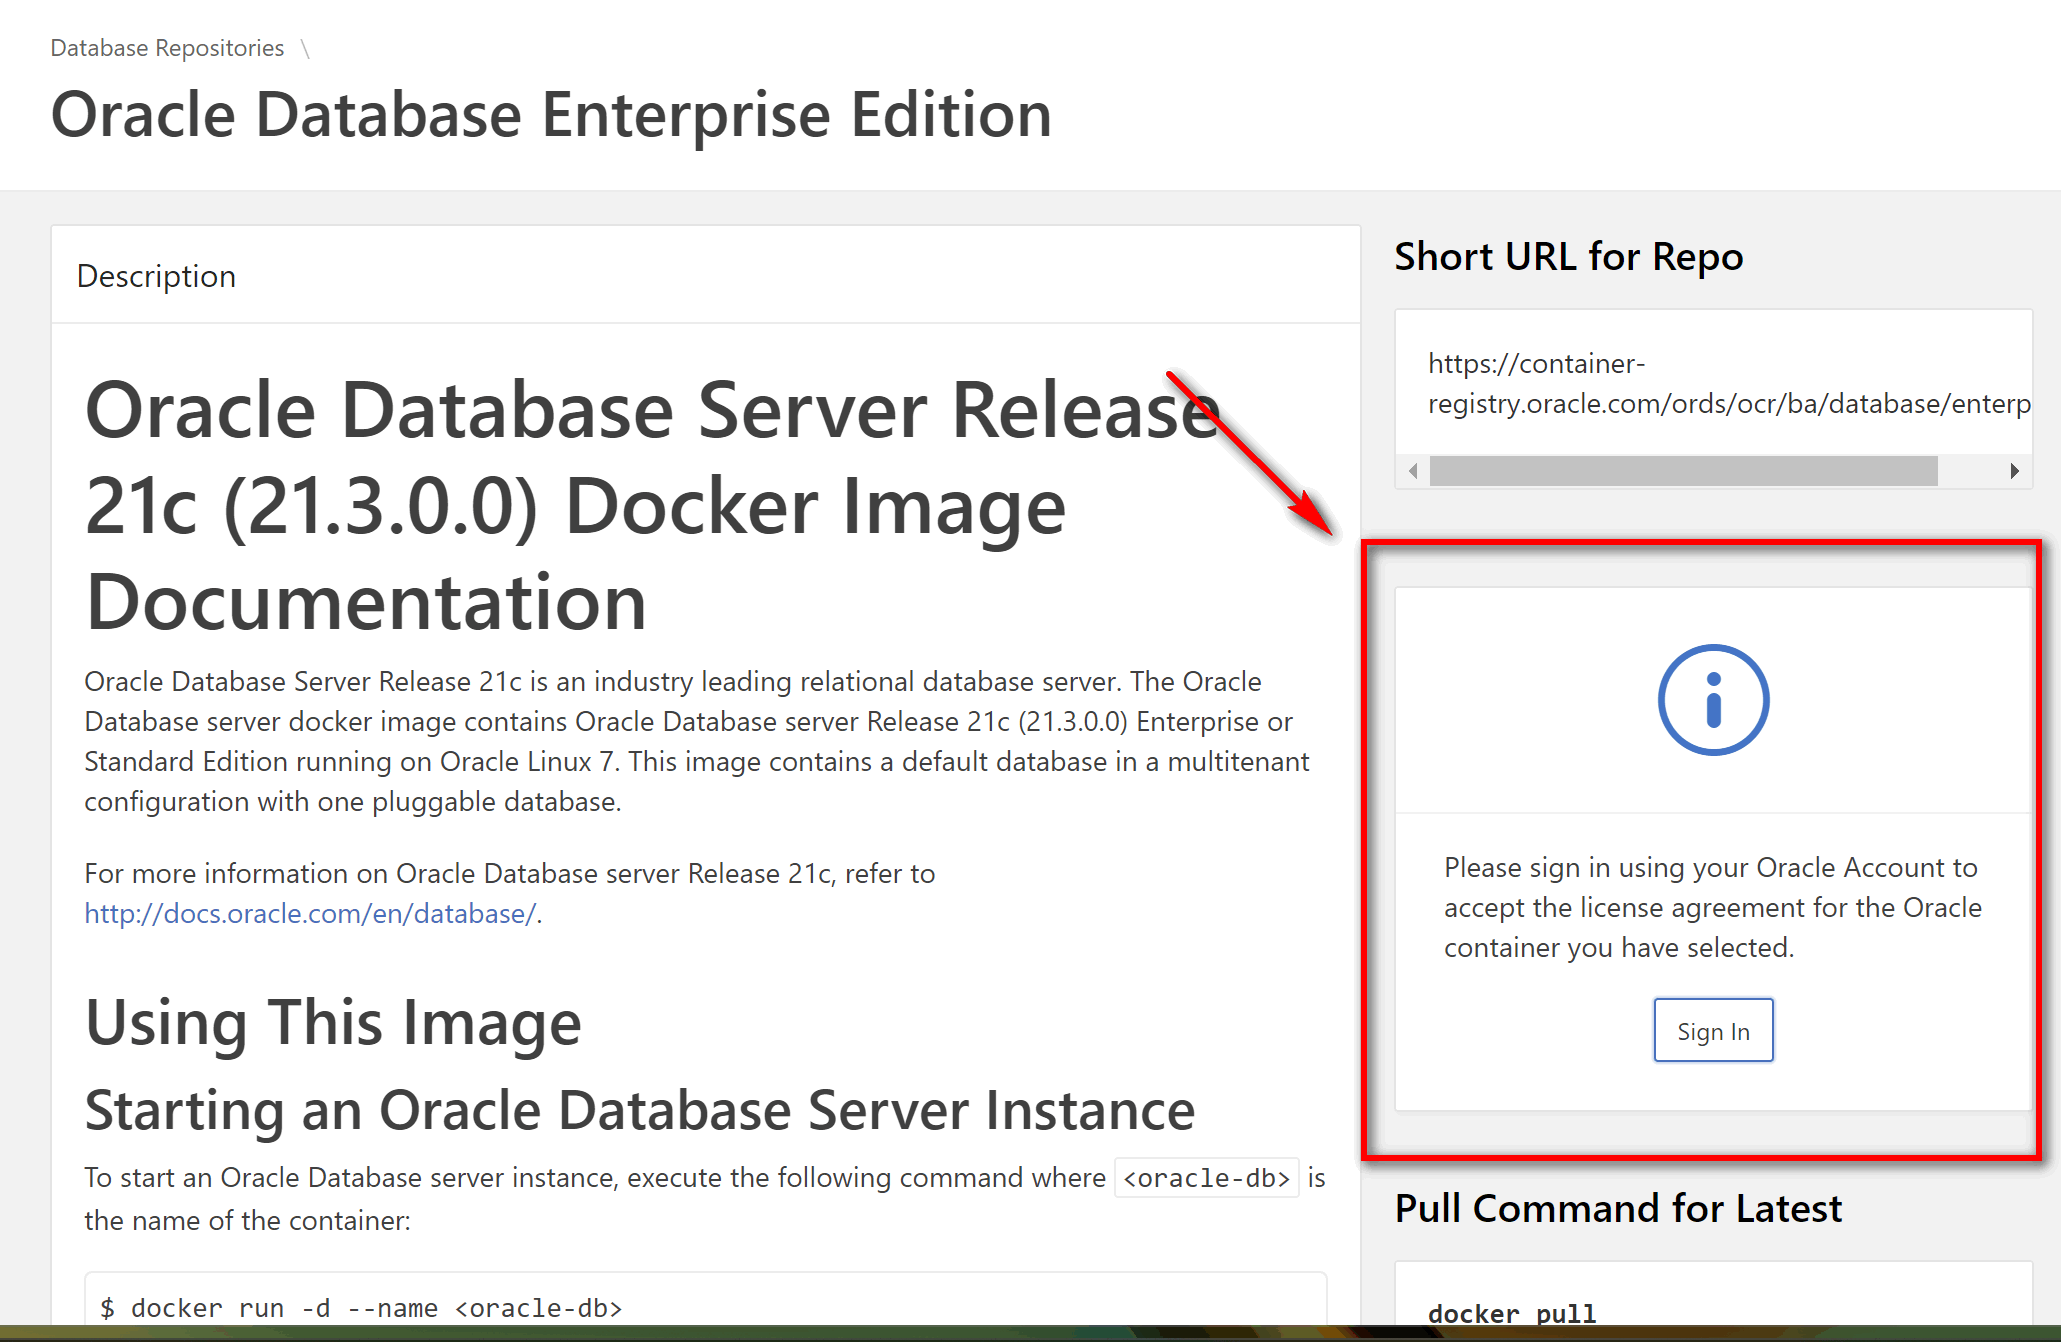 Database Repositories \
Oracle Database Enterprise Edition
Description
Oracle Database Server Release
21c (21.3.0.0) Docker Image
Documentation
Oracle Database Server Release 21c is an industry leading relational database server. The Oracle
Database server docker image contains Oracle Database server Release 21c (21.3.0.0) Enterprise or
Standard Edition running on Oracle Linux 7. This image contains a default database in a multitenant
configuration with one pluggable database.
For more information on Oracle Database server Release 21c, refer to
http://docs.oracle.com/en/database/.
Using This Image
Starting an Oracle Database Server Instance
To start an Oracle Database server instance, execute the following command where <oracle-db> is
the name of the container:
$ docker run -d --name <oracle-db>
Short URL for Repo
https://container-
registry.oracle.com/ords/ocr/ba/database/enterp
Please sign in using your Oracle Account to
accept the license agreement for the Oracle
container you have selected.
Sign In
Pull Command for Latest
docker pull